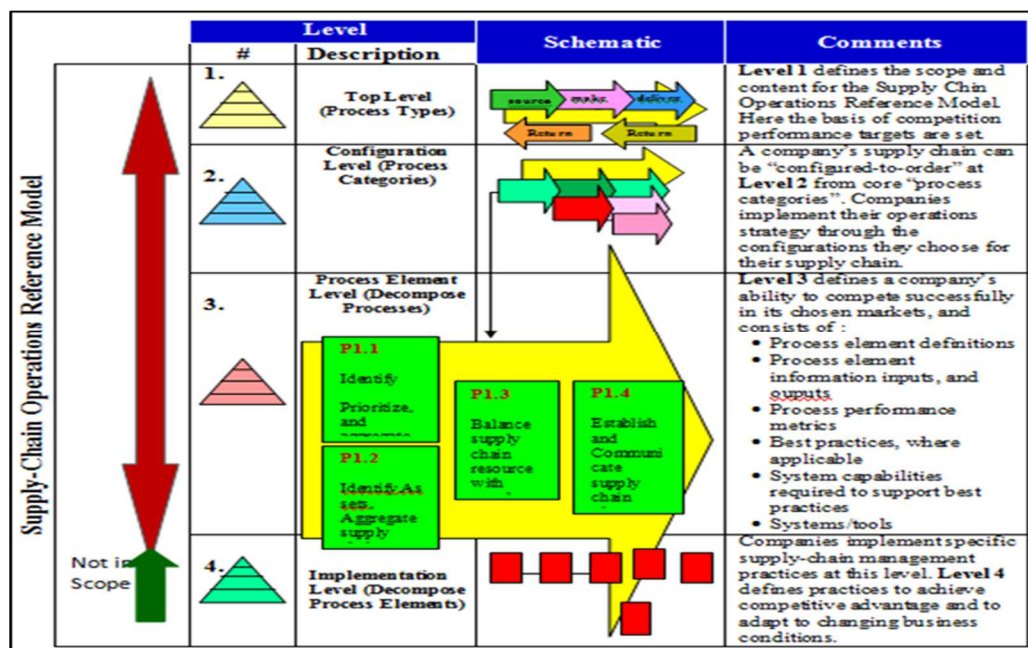 Level
#
Description
Schematic
Comments
Supply-Chain Operations Reference Model
Not in
Scope
1.
Top Level
(Process Types)
source
make
deliver
Return
Return
Level 1 defines the scope and
content for the Supply Chin
Operations Reference Model.
Here the basis of competition
performance targets are set.
2.
Configuration
Level (Process
Categories)
A company's supply chain can
be "configured-to-order" at
Level 2 from core "process
categories". Companies
implement their operations
strategy through the
configurations they choose for
their supply chain.
3.
Process Element
Level (Decompose
Processes)
P1.1
Identify
Prioritize, and
P1.2
Identify As
sets,
Aggregate
supply
P1.3
Balance
supply
chain
resource
with
P1.4
Establish
and
Communi
cate
supply
chain
Level 3 defines a company's
ability to compete successfully
in its chosen markets, and
consists of :
• Process element definitions
• Process element
information inputs, and
ouputs
• Process performance
metrics
• Best practices, where
applicable
• System capabilities
required to support best
practices
• Systems/tools
4.
Implementation
Level (Decompose
Process Elements)
Companies implement specific
supply-chain management
practices at this level. Level 4
defines practices to achieve
competitive advantage and to
adapt to changing business
conditions.